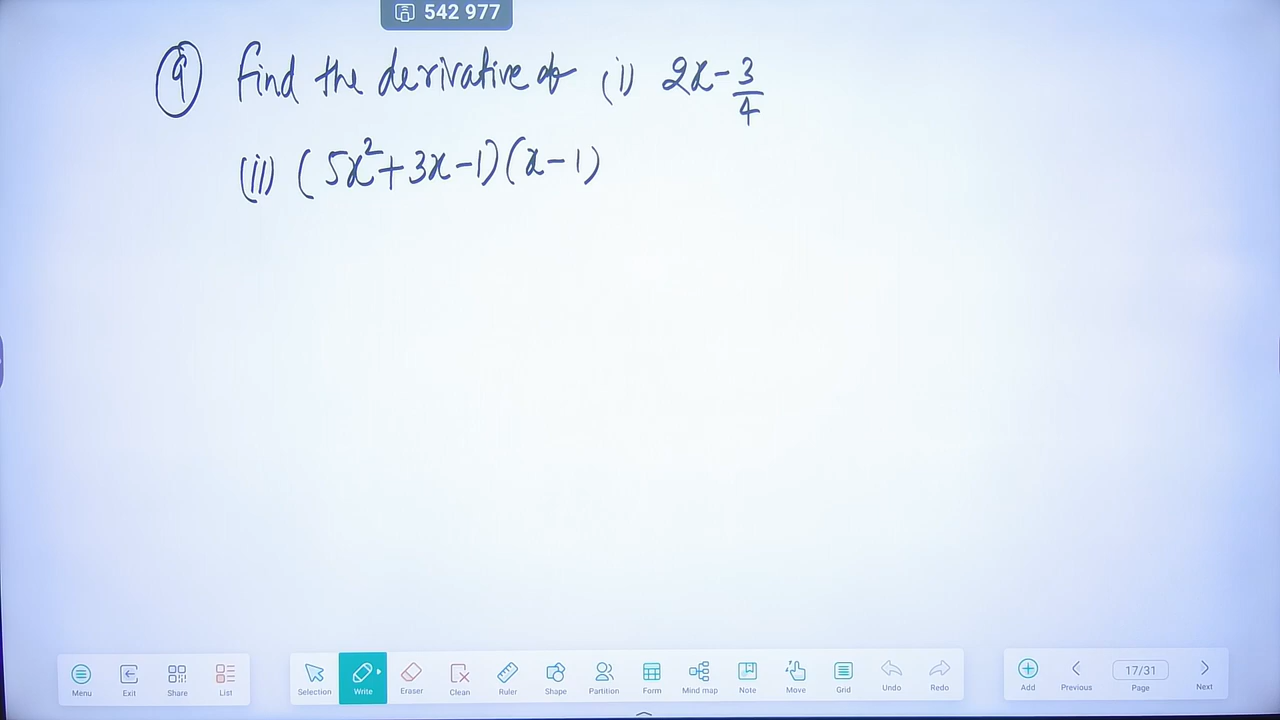 542 977
⑨ Find the derivative of (i) 2x - 3/4
(ii) (5x² + 3x - 1)(x - 1)
Menu Exit Share List Selection Write Eraser Clean Ruler Shape Partition Form Mind map Note Move Grid Undo Redo Add Previous 17/31 Page Next